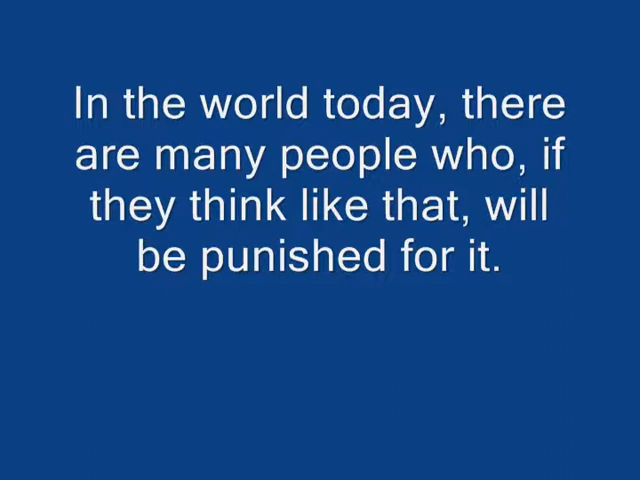 In the world today, there
are many people who, if
they think like that, will
be punished for it.